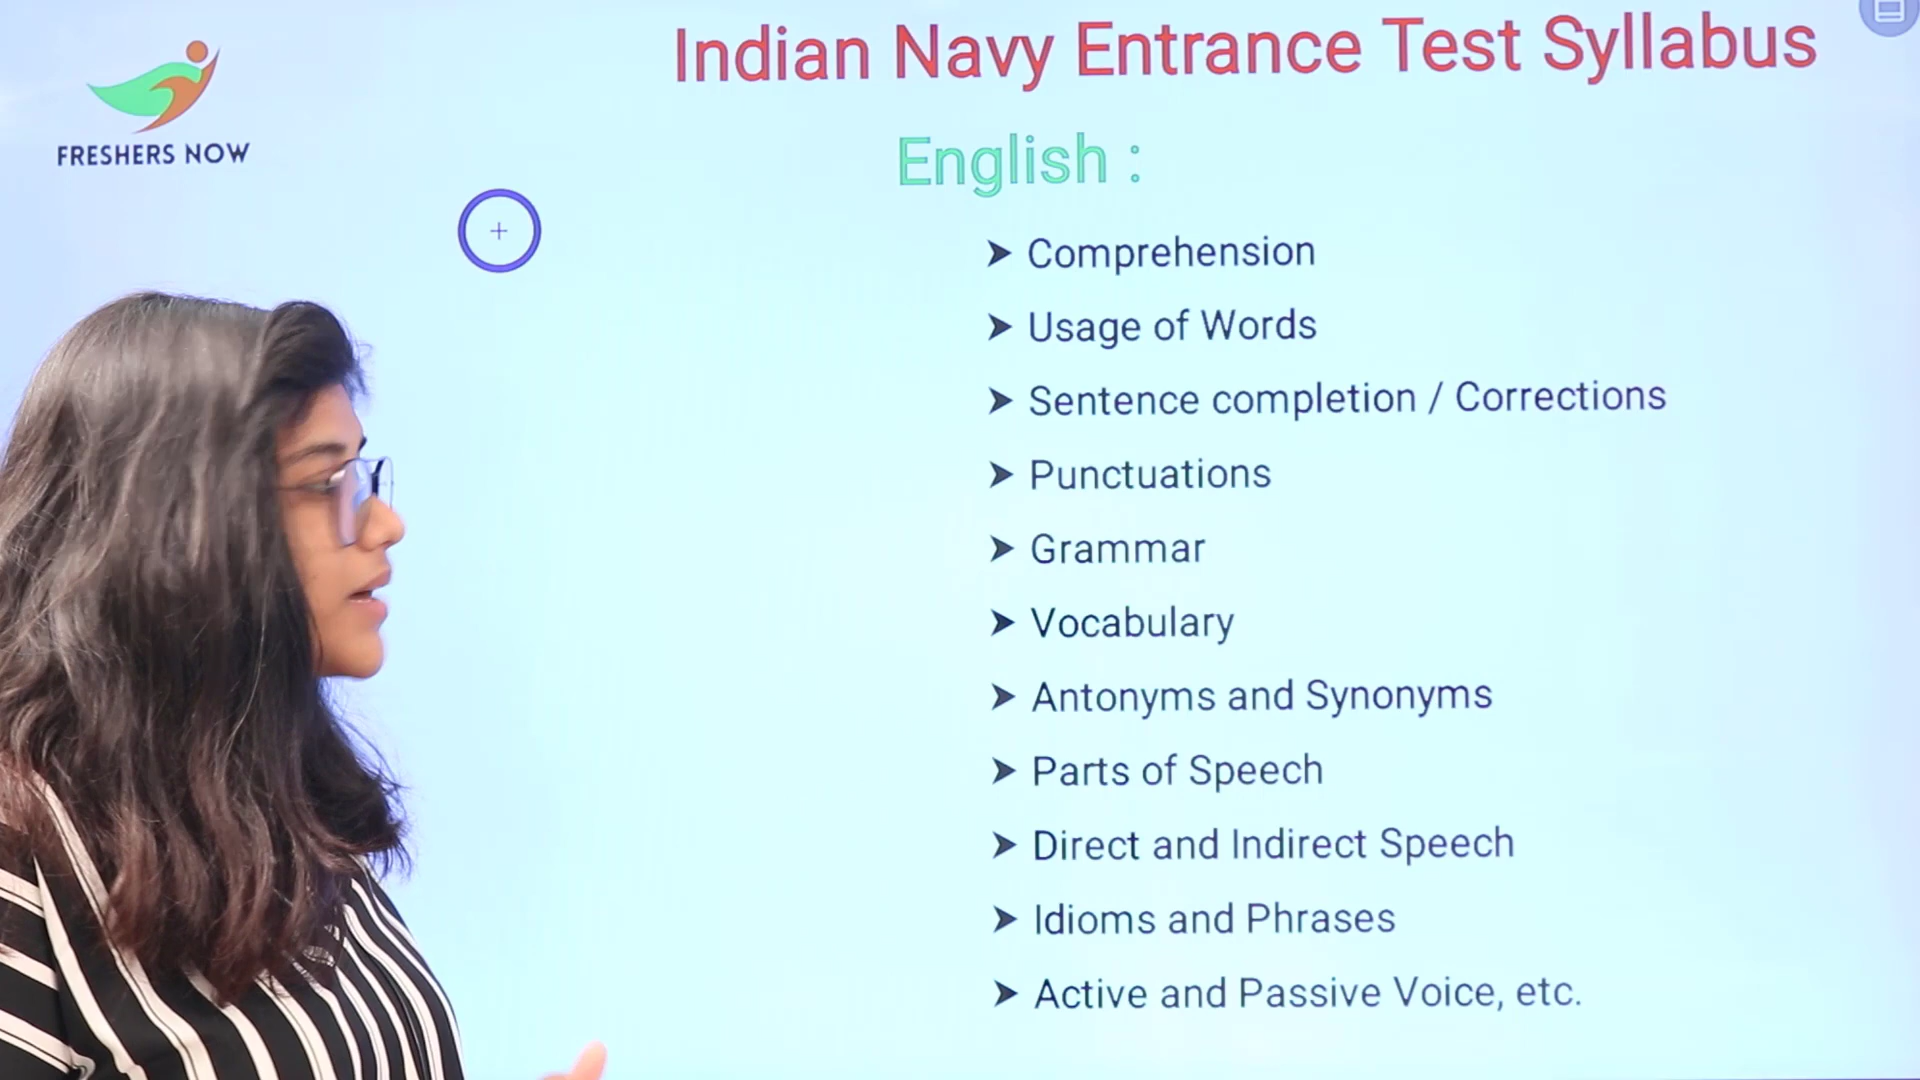 Indian Navy Entrance Test Syllabus
FRESHERS NOW
English :
➤ Comprehension
➤ Usage of Words
➤ Sentence completion / Corrections
➤ Punctuations
➤ Grammar
➤ Vocabulary
➤ Antonyms and Synonyms
➤ Parts of Speech
➤ Direct and Indirect Speech
➤ Idioms and Phrases
➤ Active and Passive Voice, etc.